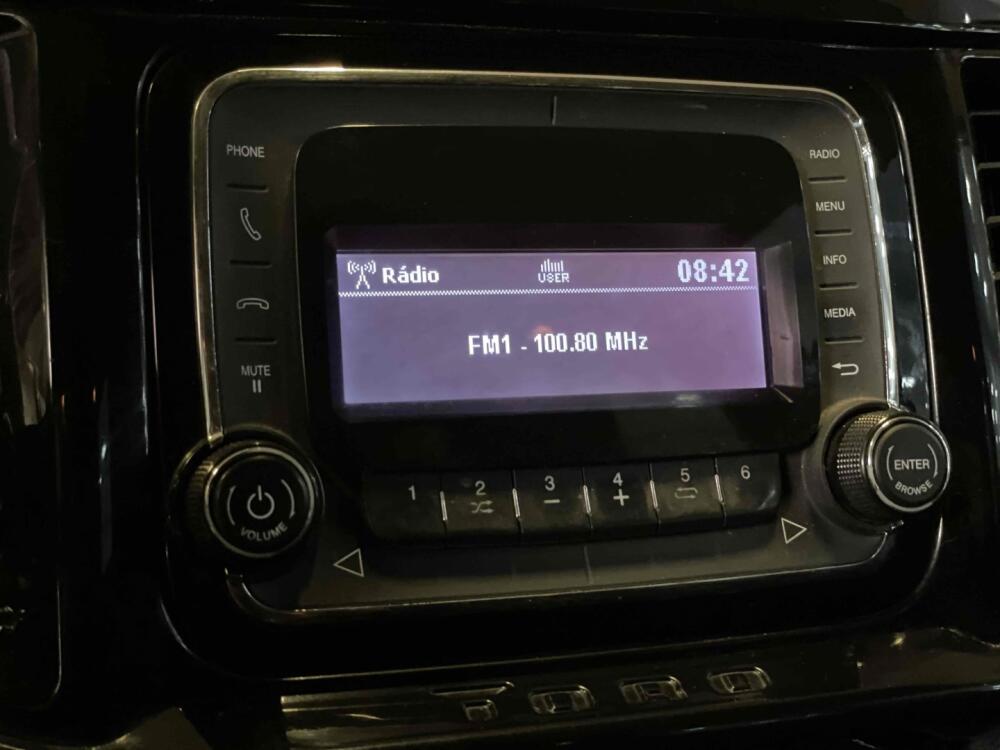 PHONE
MUTE
VOLUME
Rádio
USER
08:42
FM1 - 100.80 MHz
1
2
3
-
4
+
5
6
RADIO
MENU
INFO
MEDIA
ENTER
BROWSE